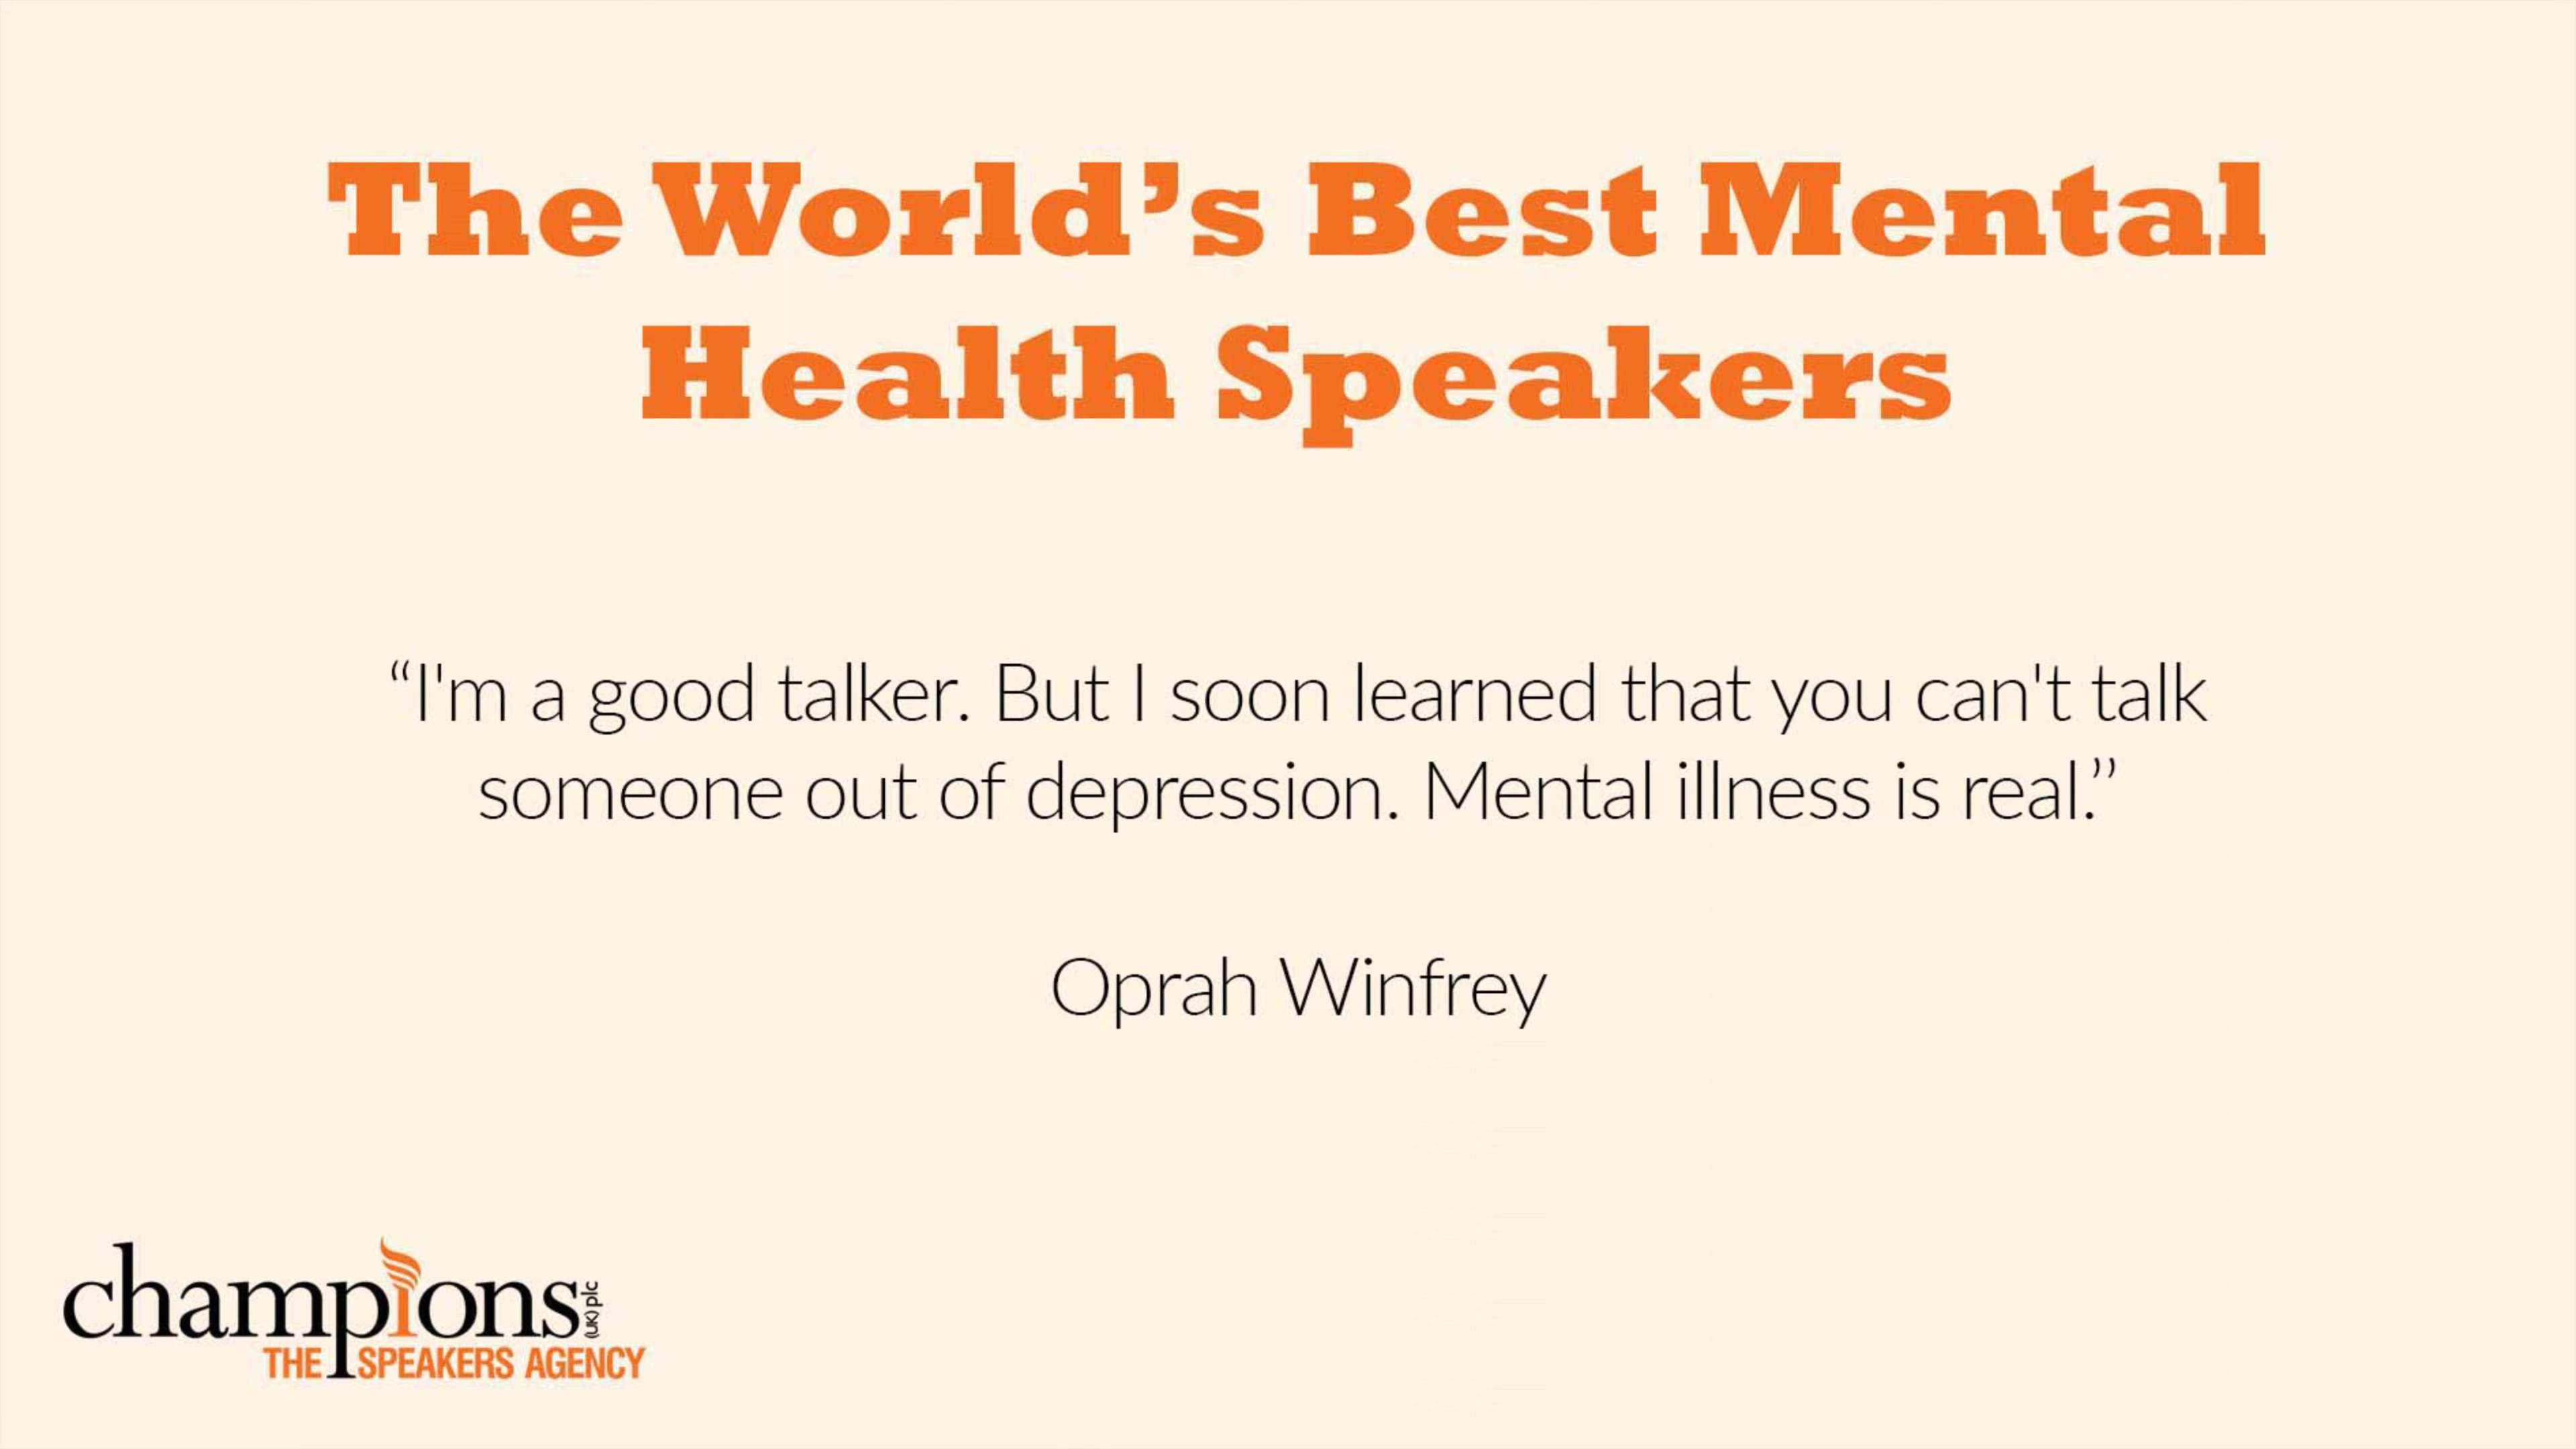 The World’s Best Mental
Health Speakers
“I'm a good talker. But I soon learned that you can't talk
someone out of depression. Mental illness is real.”
Oprah Winfrey
champions (UK) plc
THE SPEAKERS AGENCY